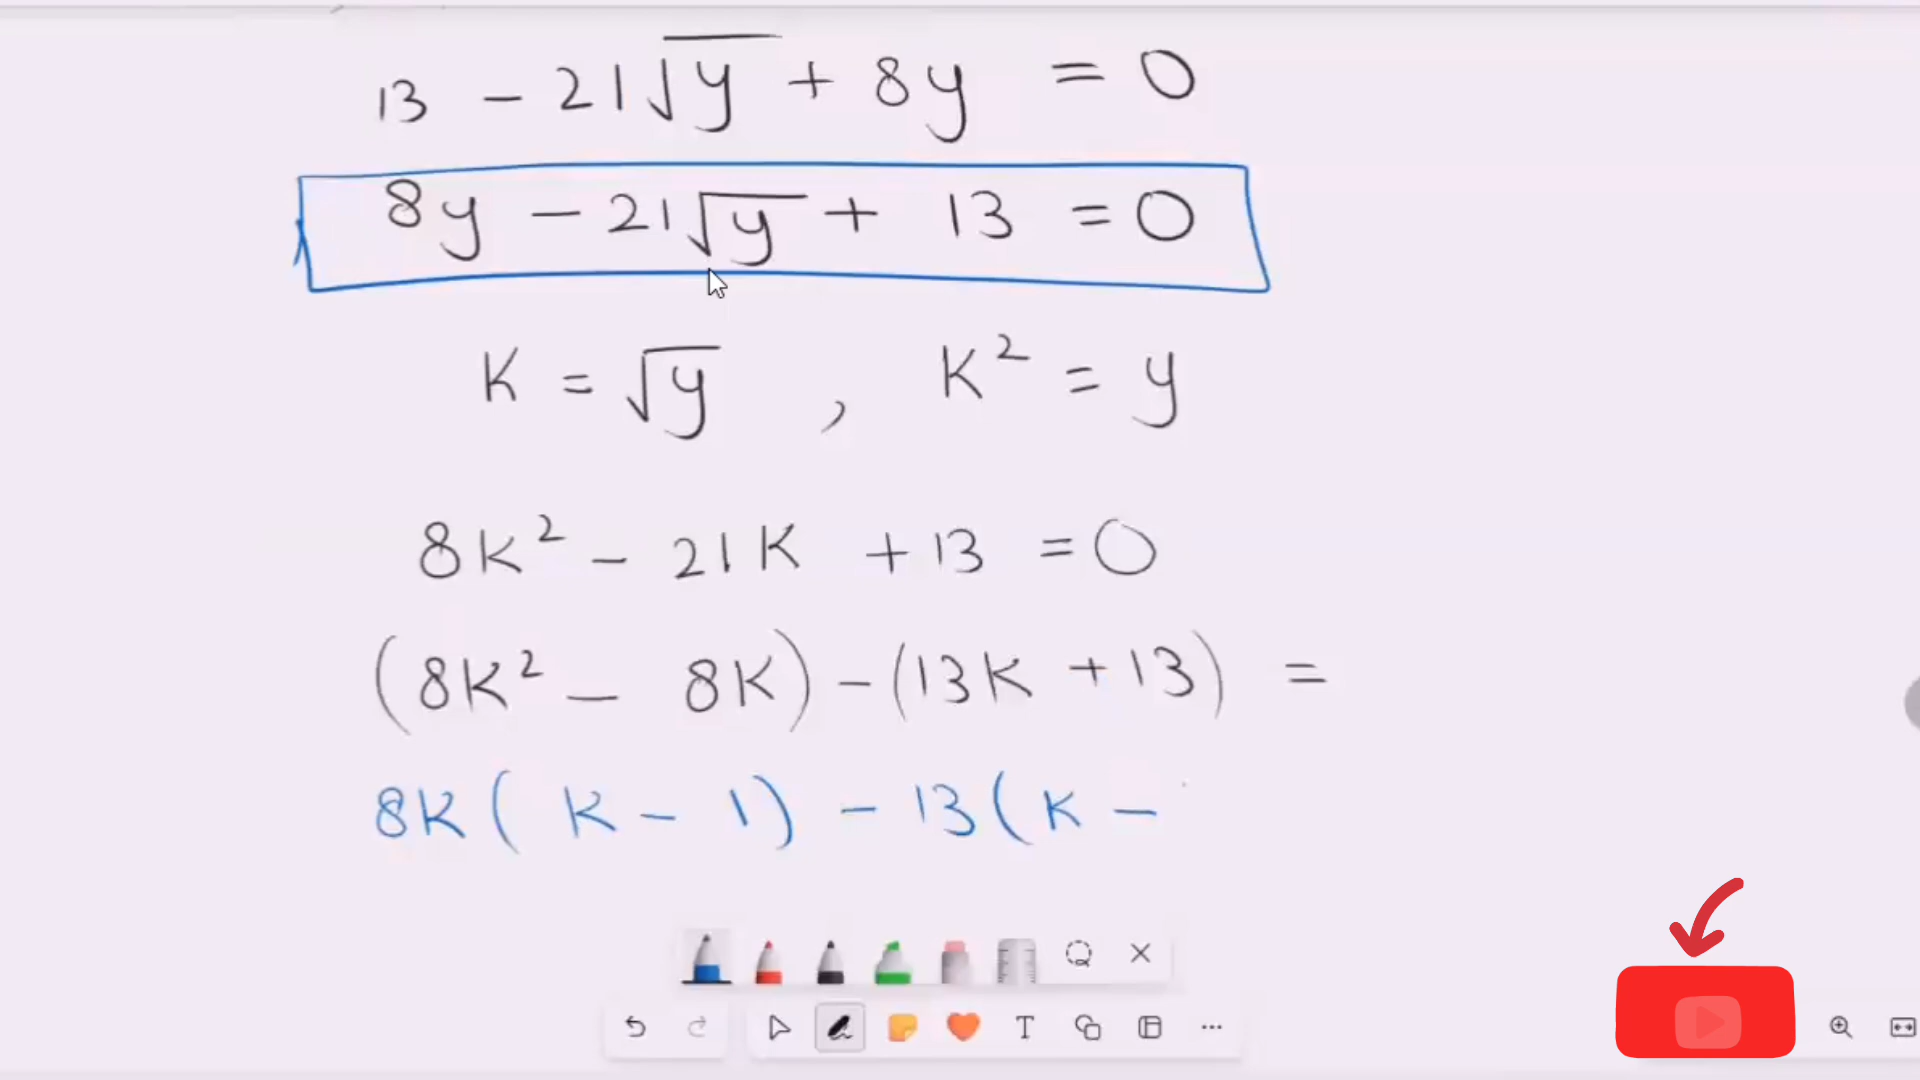 13 - 21√y + 8y = 0
8y - 21√y + 13 = 0
K = √y , K² = y
8K² - 21K + 13 = 0
(8K² - 8K) - (13K + 13) =
8K( K - 1) - 13(K -
T